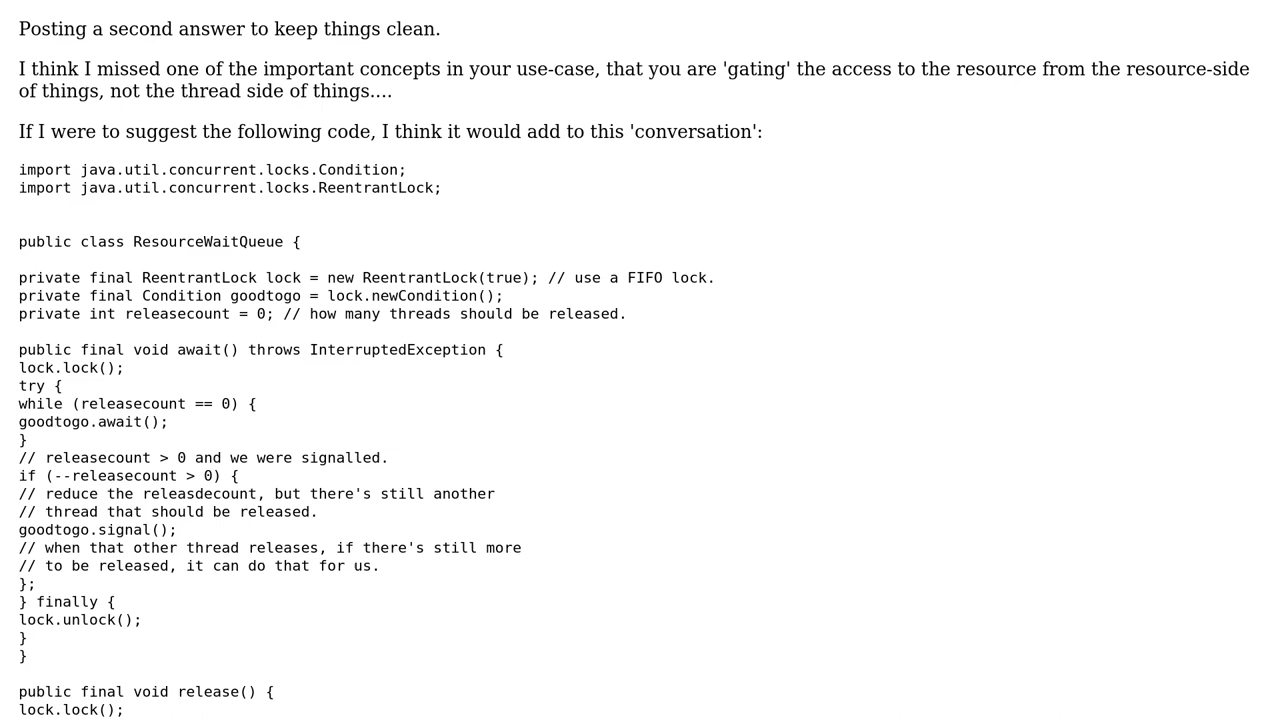 Posting a second answer to keep things clean.
I think I missed one of the important concepts in your use-case, that you are 'gating' the access to the resource from the resource-side
of things, not the thread side of things....
If I were to suggest the following code, I think it would add to this 'conversation':
import java.util.concurrent.locks.Condition;
import java.util.concurrent.locks.ReentrantLock;
public class ResourceWaitQueue {
private final ReentrantLock lock = new ReentrantLock(true); // use a FIFO lock.
private final Condition goodtogo = lock.newCondition();
private int releasecount = 0; // how many threads should be released.
public final void await() throws InterruptedException {
lock.lock();
try {
while (releasecount == 0) {
goodtogo.await();
}
// releasecount > 0 and we were signalled.
if (--releasecount > 0) {
// reduce the releasdecount, but there's still another
// thread that should be released.
goodtogo.signal();
// when that other thread releases, if there's still more
// to be released, it can do that for us.
};
} finally {
lock.unlock();
}
}
public final void release() {
lock.lock();